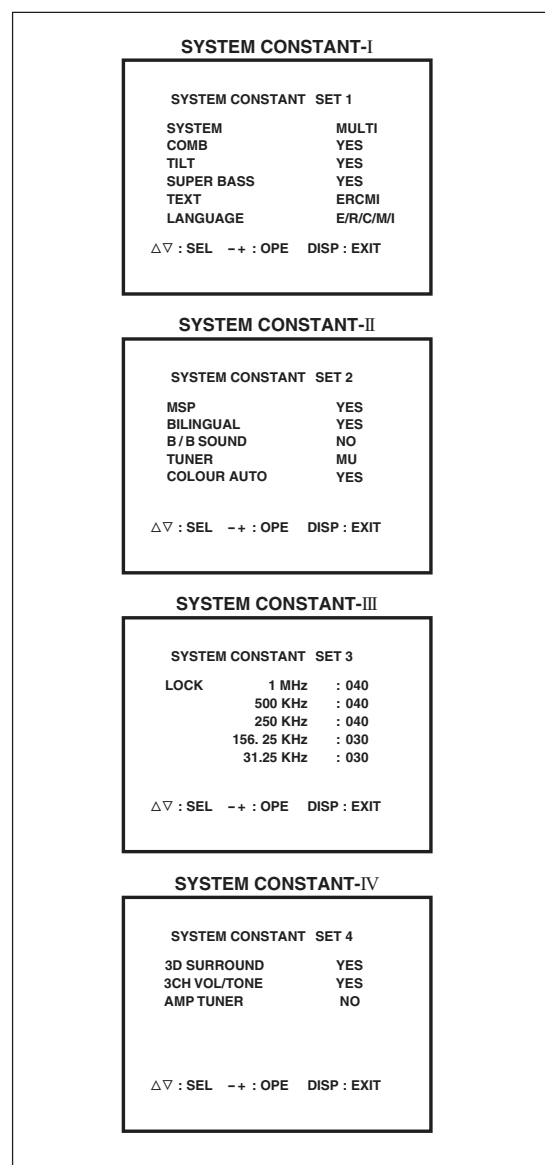 SYSTEM CONSTANT-I
SYSTEM CONSTANT SET 1
SYSTEM MULTI
COMB YES
TILT YES
SUPER BASS YES
TEXT ERCMI
LANGUAGE E/R/C/M/I
△▽ : SEL -+ : OPE DISP : EXIT
SYSTEM CONSTANT-II
SYSTEM CONSTANT SET 2
MSP YES
BILINGUAL YES
B / B SOUND NO
TUNER MU
COLOUR AUTO YES
△▽ : SEL -+ : OPE DISP : EXIT
SYSTEM CONSTANT-III
SYSTEM CONSTANT SET 3
LOCK 1 MHz : 040
500 KHz : 040
250 KHz : 040
156. 25 KHz : 030
31.25 KHz : 030
△▽ : SEL -+ : OPE DISP : EXIT
SYSTEM CONSTANT-IV
SYSTEM CONSTANT SET 4
3D SURROUND YES
3CH VOL/TONE YES
AMP TUNER NO
△▽ : SEL -+ : OPE DISP : EXIT